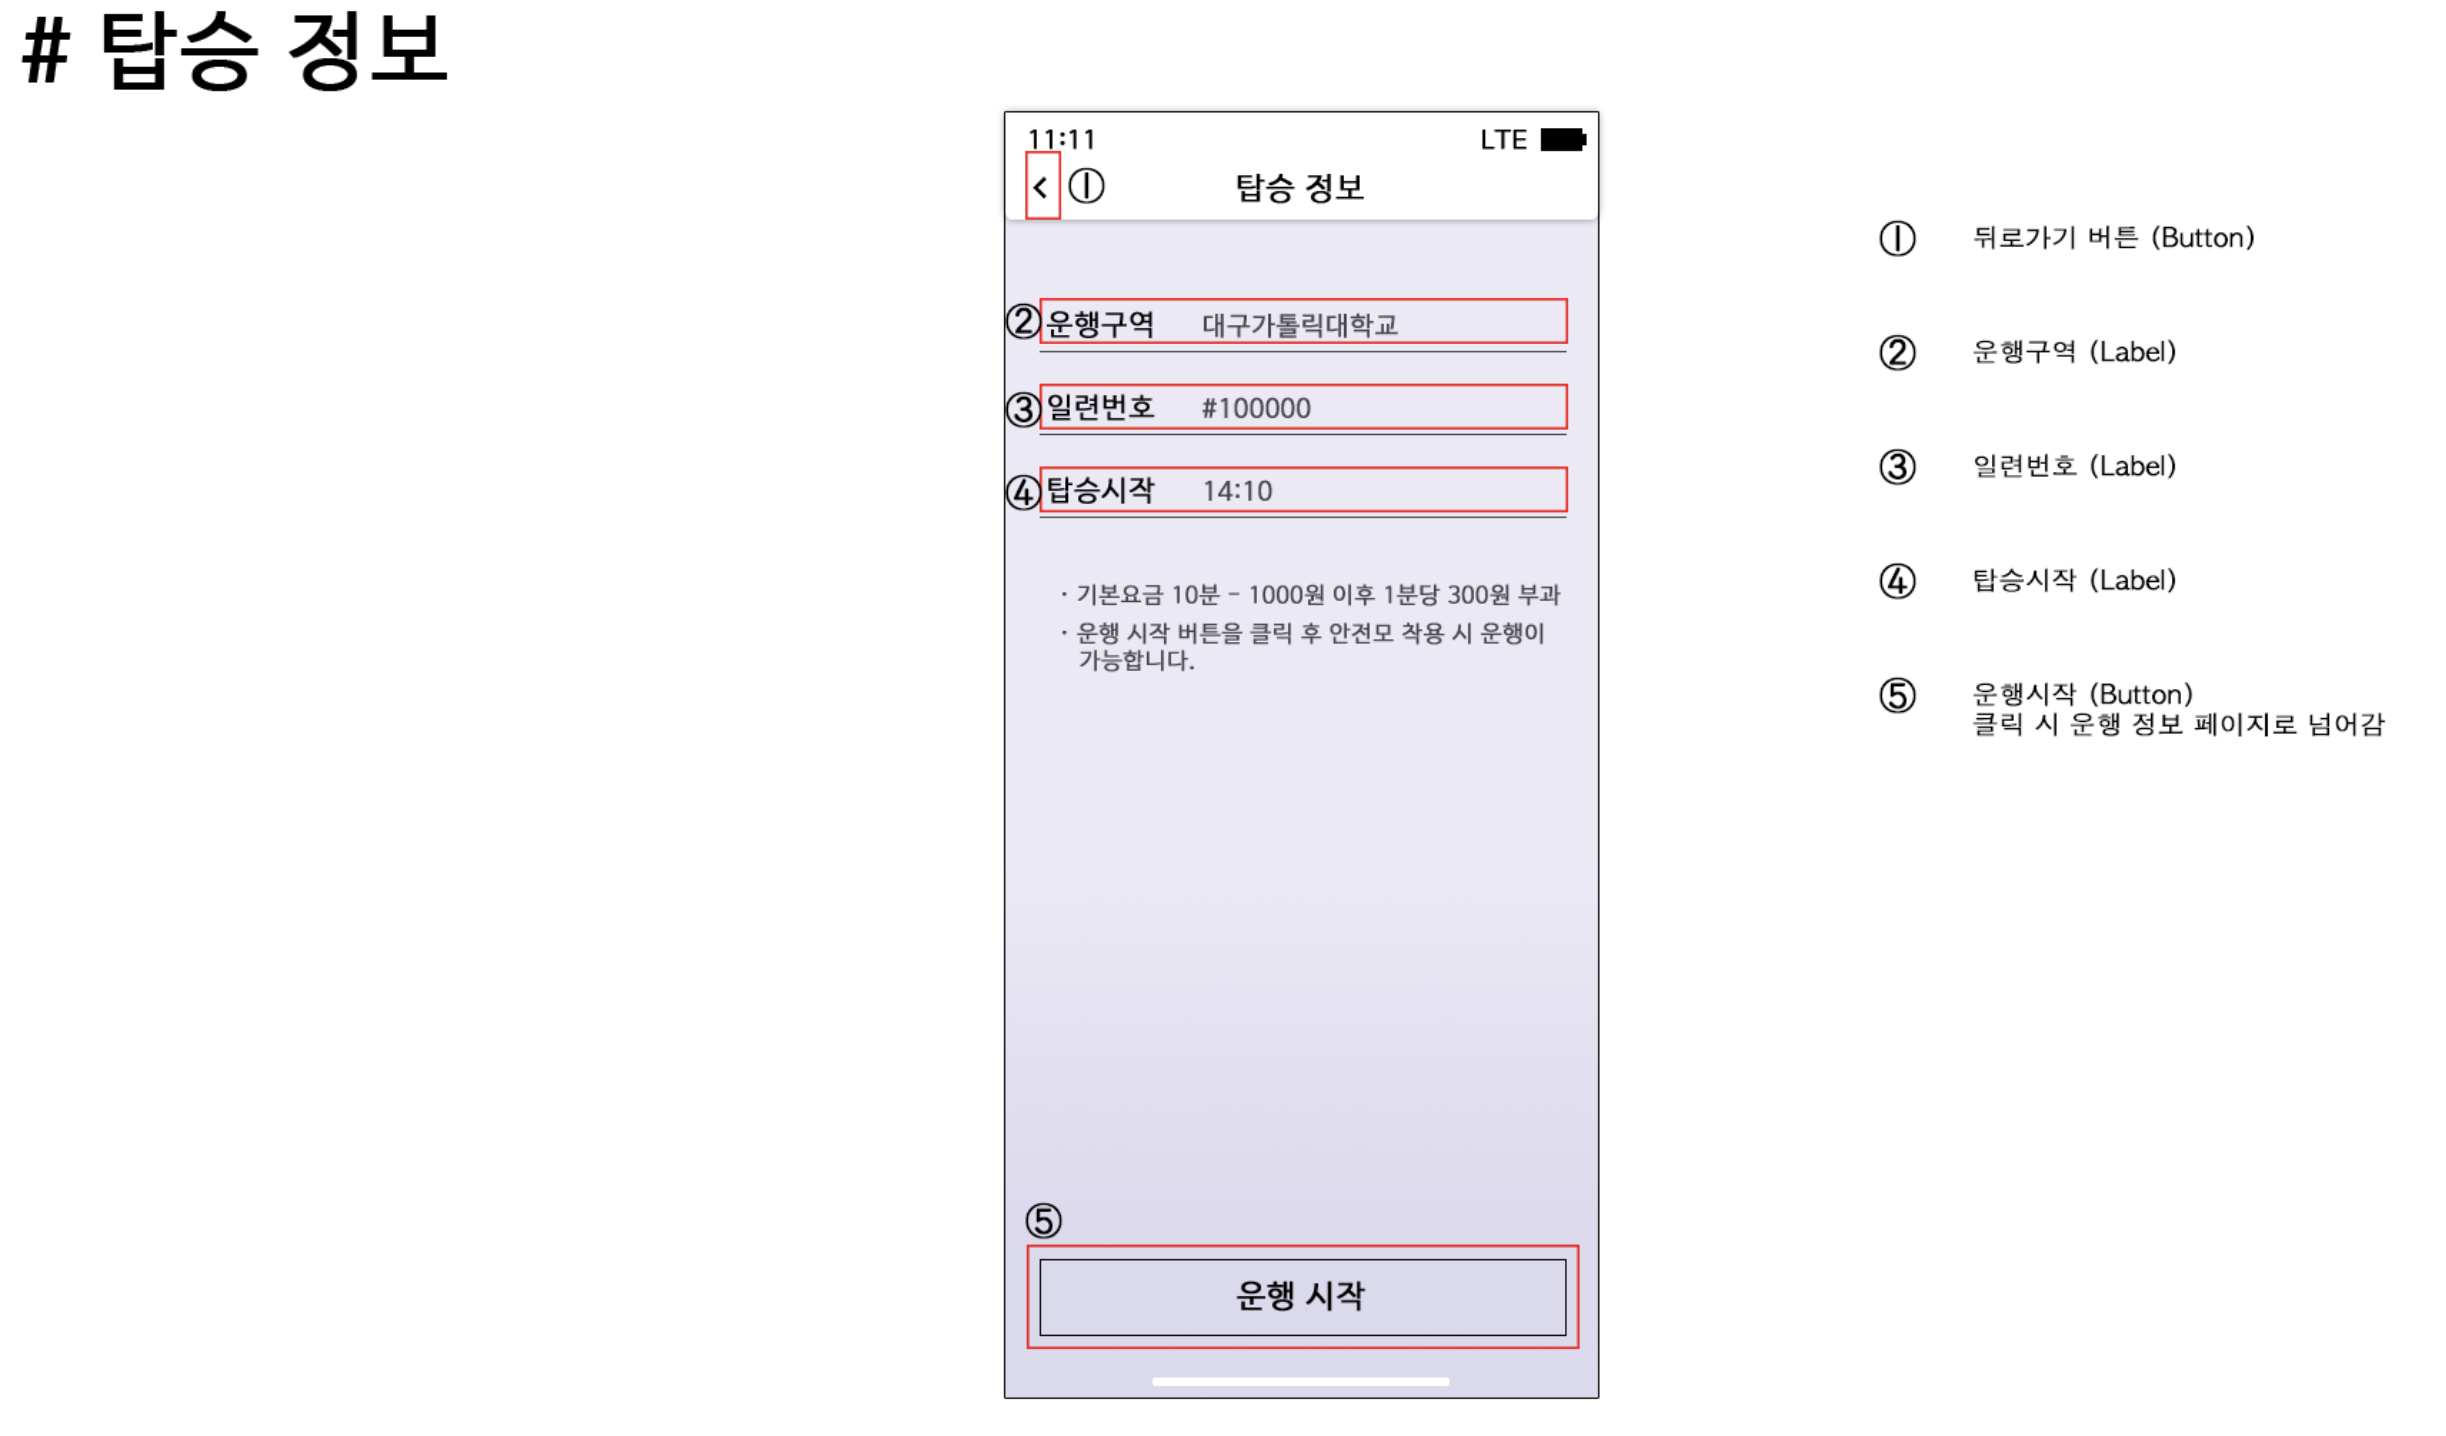 # 탑승 정보
11:11 LTE
< ① 탑승 정보
② 운행구역 대구가톨릭대학교
③ 일련번호 #100000
④ 탑승시작 14:10
· 기본요금 10분 - 1000원 이후 1분당 300원 부과
· 운행 시작 버튼을 클릭 후 안전모 착용 시 운행이
가능합니다.
⑤
운행 시작
① 뒤로가기 버튼 (Button)
② 운행구역 (Label)
③ 일련번호 (Label)
④ 탑승시작 (Label)
⑤ 운행시작 (Button)
클릭 시 운행 정보 페이지로 넘어감